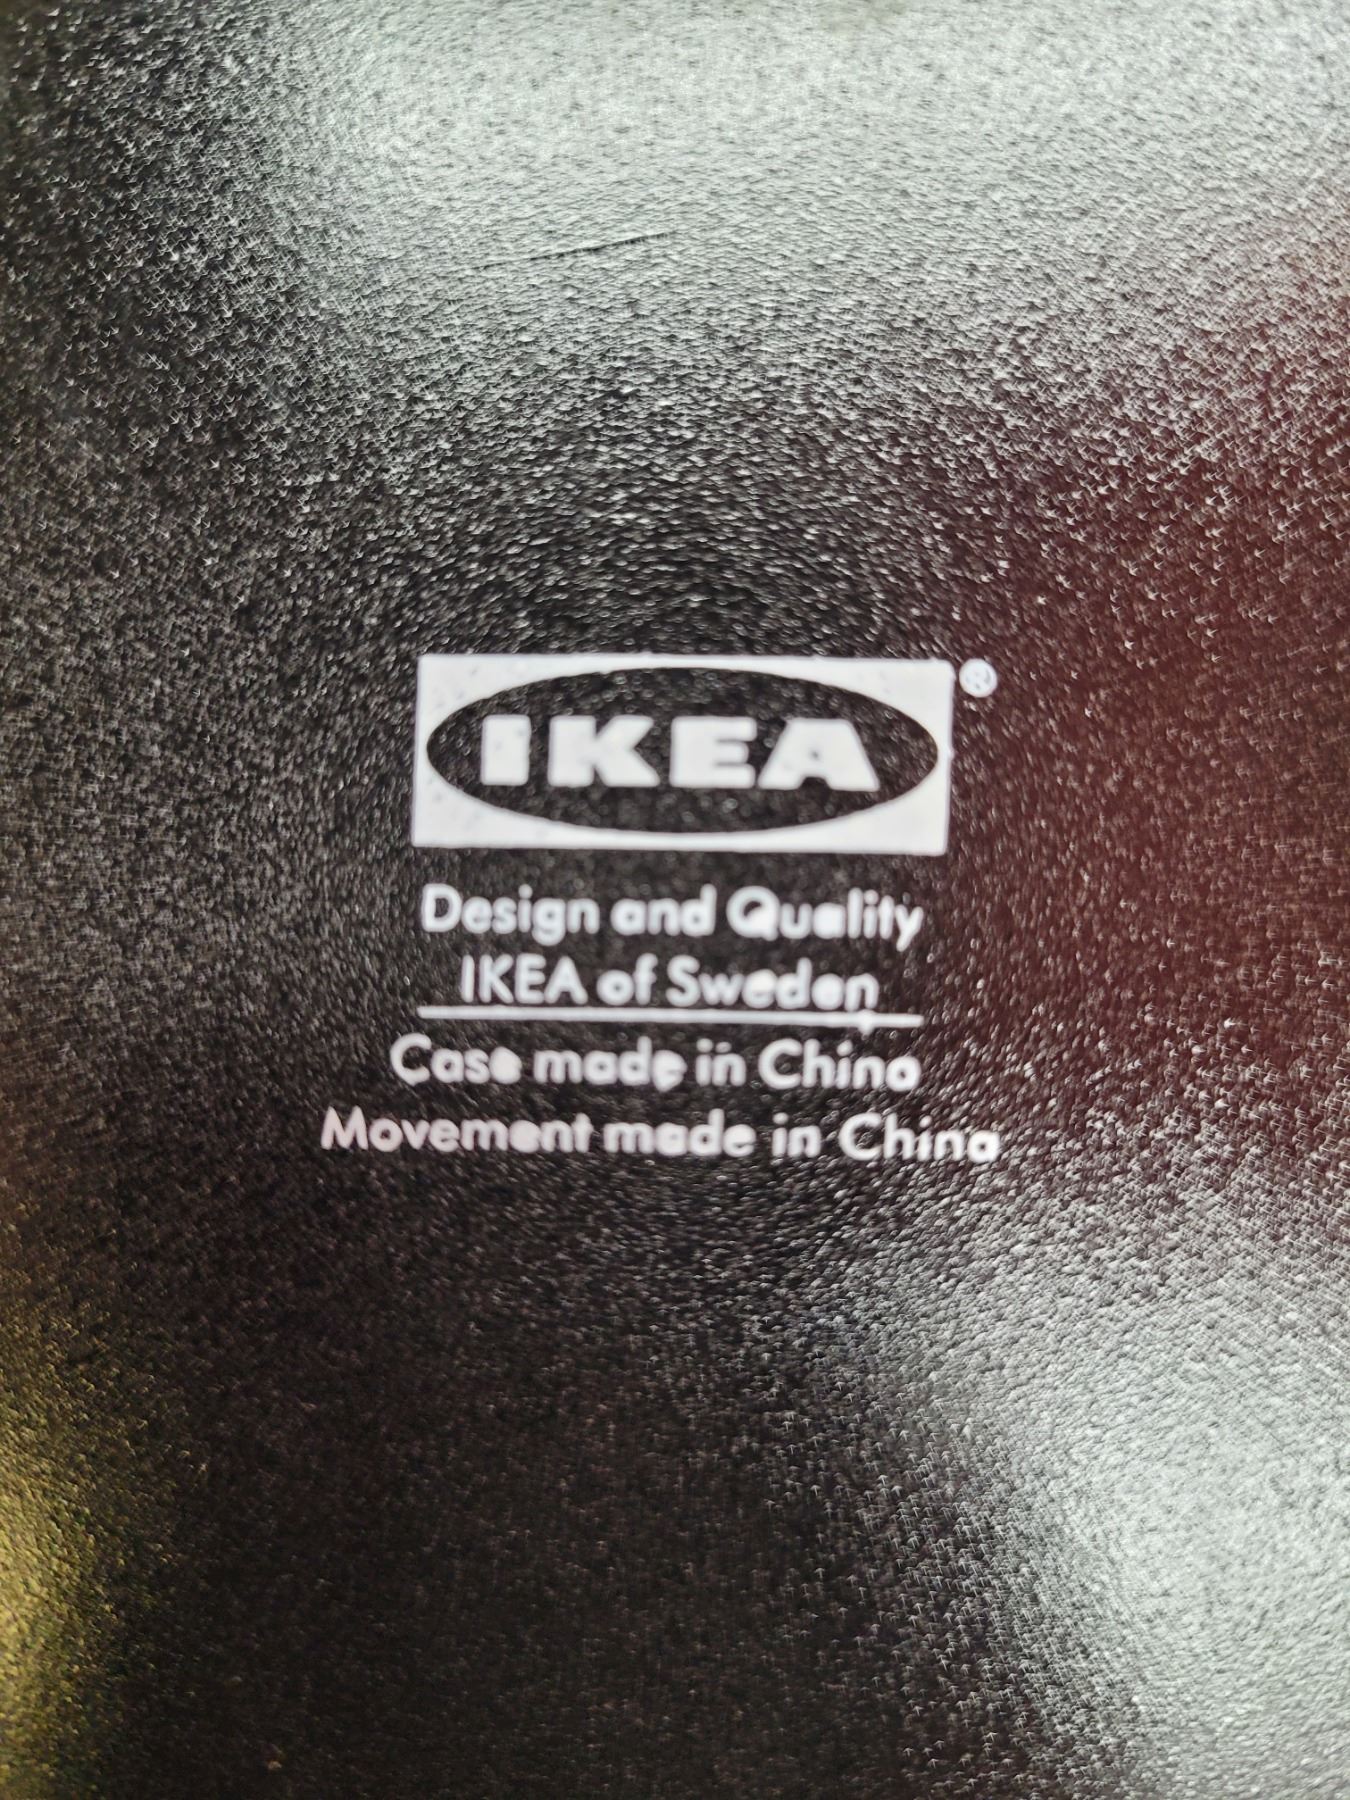 IKEA®
Design and Quality
IKEA of Sweden
Case made in China
Movement made in China